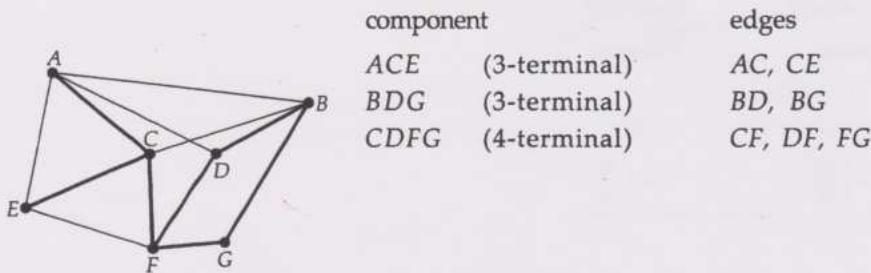 component edges
A
ACE (3-terminal) AC, CE
B
BDG (3-terminal) BD, BG
C
D
CDFG (4-terminal) CF, DF, FG
E
F
G